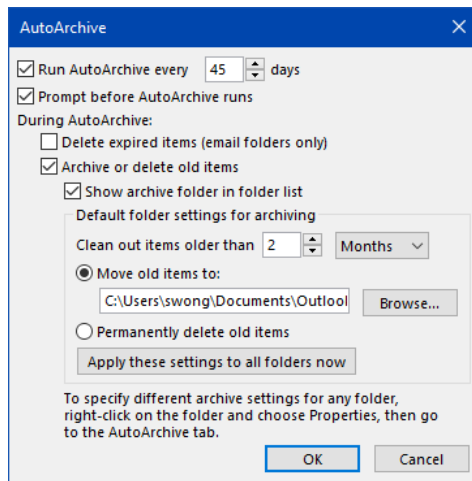 AutoArchive
Run AutoArchive every 45 days
Prompt before AutoArchive runs
During AutoArchive:
Delete expired items (email folders only)
Archive or delete old items
Show archive folder in folder list
Default folder settings for archiving
Clean out items older than 2 Months
Move old items to:
C:\Users\swong\Documents\Outlool Browse...
Permanently delete old items
Apply these settings to all folders now
To specify different archive settings for any folder,
right-click on the folder and choose Properties, then go
to the AutoArchive tab.
OK Cancel